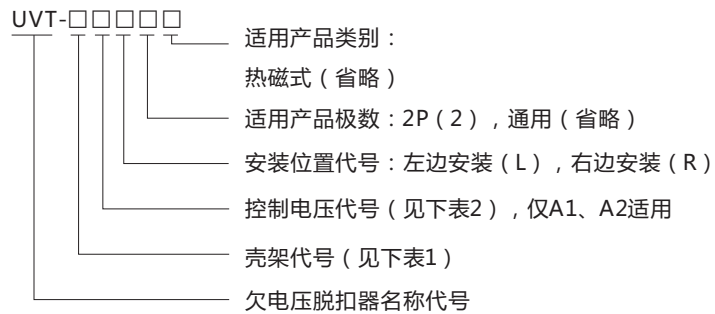 UVT-□□□□□
适用产品类别：
热磁式（省略）
适用产品极数：2P（2），通用（省略）
安装位置代号：左边安装（L），右边安装（R）
控制电压代号（见下表2），仅A1、A2适用
壳架代号（见下表1）
欠电压脱扣器名称代号